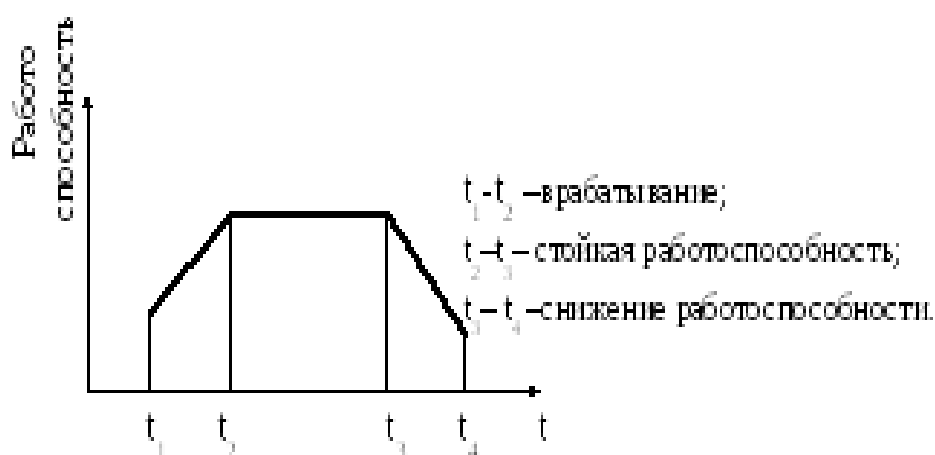 Работо
способность
t₁-t₂ –врабатывание;
t₂–t₃ – стойкая работоспособность;
t₃ – t₄ –снижение работоспособности.
t₁ t₂ t₃ t₄ t